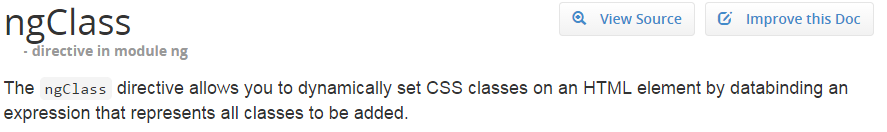 ngClass
View Source
Improve this Doc
- directive in module ng
The ngClass directive allows you to dynamically set CSS classes on an HTML element by databinding an
expression that represents all classes to be added.